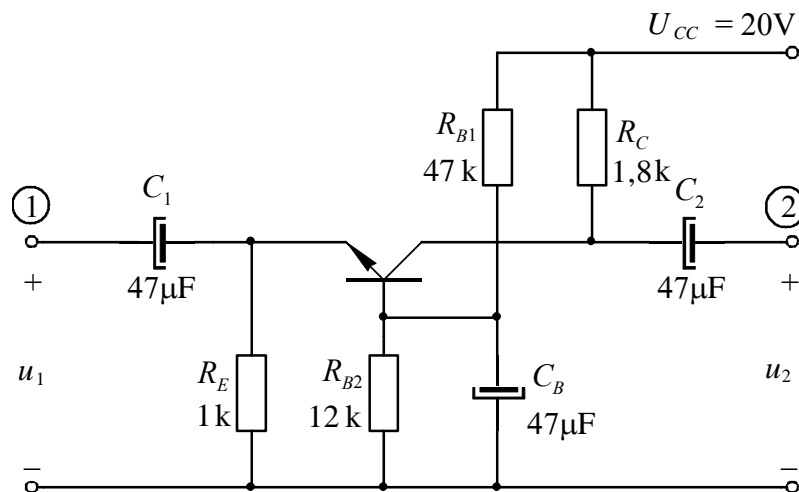 U_CC = 20V
R_B1
47 k
R_C
1,8k
C_1
C_2
1
2
+
47µF
47µF
+
u_1
R_E
1k
R_B2
12 k
C_B
47µF
u_2
−
−